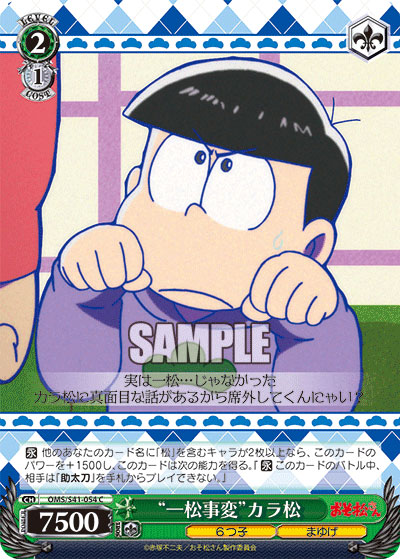 LEVEL
2
1
COST
SAMPLE
実は一松…じゃなかった
カラ松に真面目な話があるから席外してくんにゃい?
永 他のあなたのカード名に「松」を含むキャラが2枚以上なら、このカードの
パワーを+1500し、このカードは次の能力を得る。『永 このカードのバトル中、
相手は「助太刀」を手札からプレイできない。』
CH
OMS/S41-054 C
7500
“一松事変”カラ松
おそ松さん
6つ子
まゆげ
©赤塚不二夫/おそ松さん製作委員会